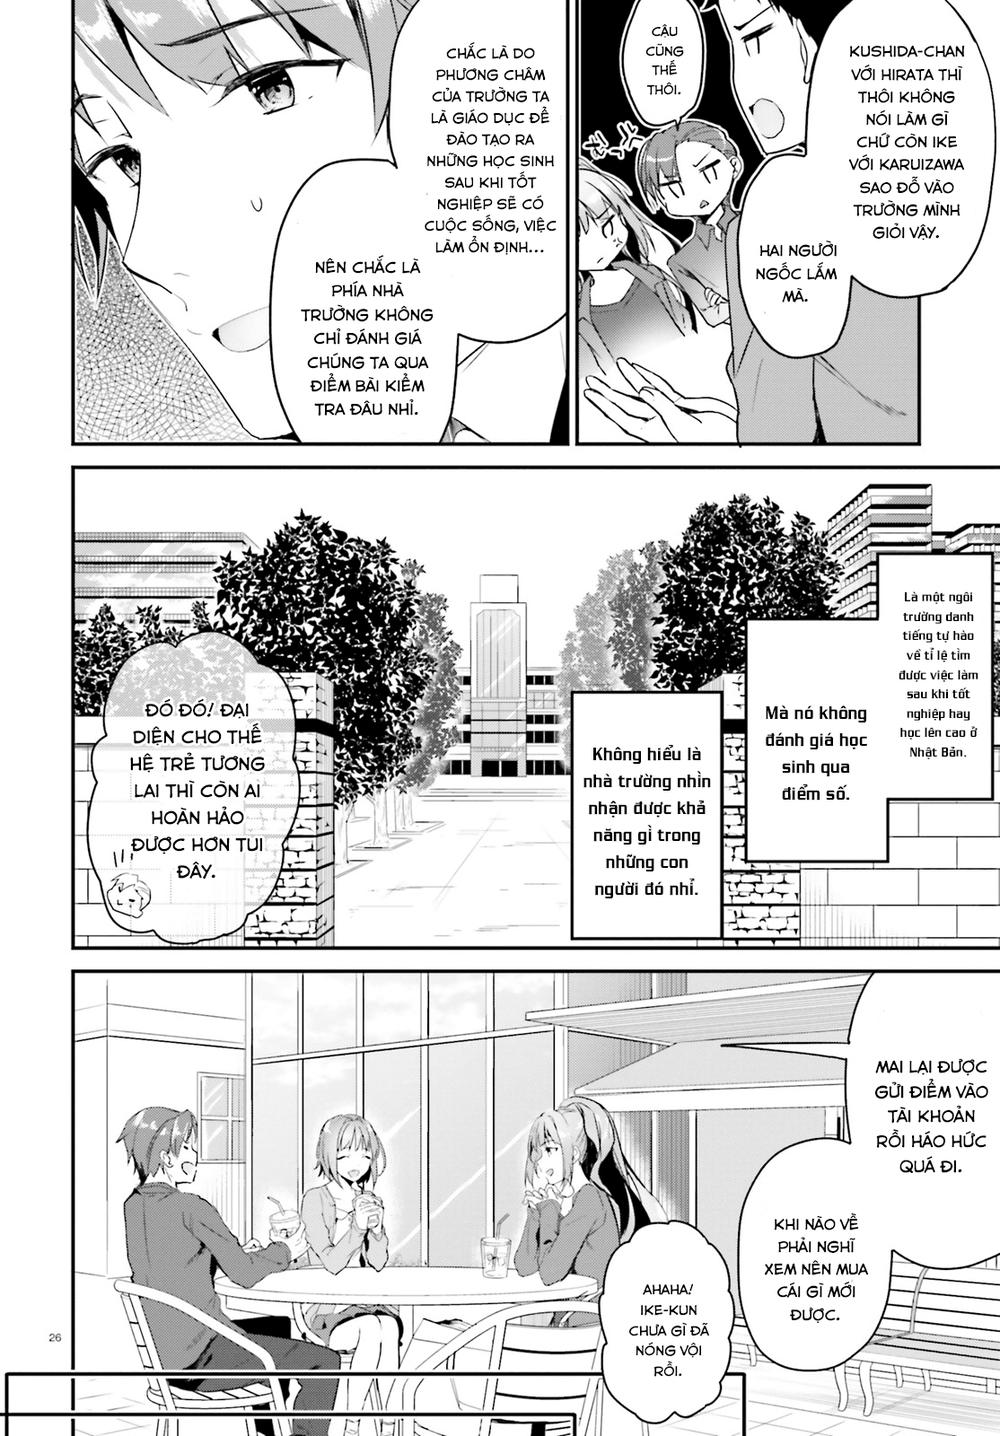 KUSHIDA-CHAN
VỚI HIRATA THÌ
THÔI KHÔNG
NÓI LÀM GÌ
CHỨ CÒN IKE
VỚI KARUIZAWA
SAO ĐỖ VÀO
TRƯỜNG MÌNH
GIỎI VẬY.
HAI NGƯỜI
NGỐC LẮM
MÀ.
CẬU
CŨNG
THẾ
THÔI.
CHẮC LÀ DO
PHƯƠNG CHÂM
CỦA TRƯỜNG TA
LÀ GIÁO DỤC ĐỂ
ĐÀO TẠO RA
NHỮNG HỌC SINH
SAU KHI TỐT
NGHIỆP SẼ CÓ
CUỘC SỐNG, VIỆC
LÀM ỔN ĐỊNH...
NÊN CHẮC LÀ
PHÍA NHÀ
TRƯỜNG KHÔNG
CHỈ ĐÁNH GIÁ
CHÚNG TA QUA
ĐIỂM BÀI KIỂM
TRA ĐÂU NHỈ.
Là một ngôi
trường danh
tiếng tự hào
về tỉ lệ tìm
được việc làm
sau khi tốt
nghiệp hay
học lên cao ở
Nhật Bản.
Mà nó không
đánh giá học
sinh qua
điểm số.
Không hiểu là
nhà trường nhìn
nhận được khả
năng gì trong
những con
người đó nhỉ.
ĐÓ ĐÓ! ĐẠI
DIỆN CHO THẾ
HỆ TRẺ TƯƠNG
LAI THÌ CÒN AI
HOÀN HẢO
ĐƯỢC HƠN TUI
ĐÂY.
MAI LẠI ĐƯỢC
GỬI ĐIỂM VÀO
TÀI KHOẢN
RỒI HÁO HỨC
QUÁ ĐI.
KHI NÀO VỀ
PHẢI NGHĨ
XEM NÊN MUA
CÁI GÌ MỚI
ĐƯỢC.
AHAHA!
IKE-KUN
CHƯA GÌ ĐÃ
NÓNG VỘI
RỒI.
26